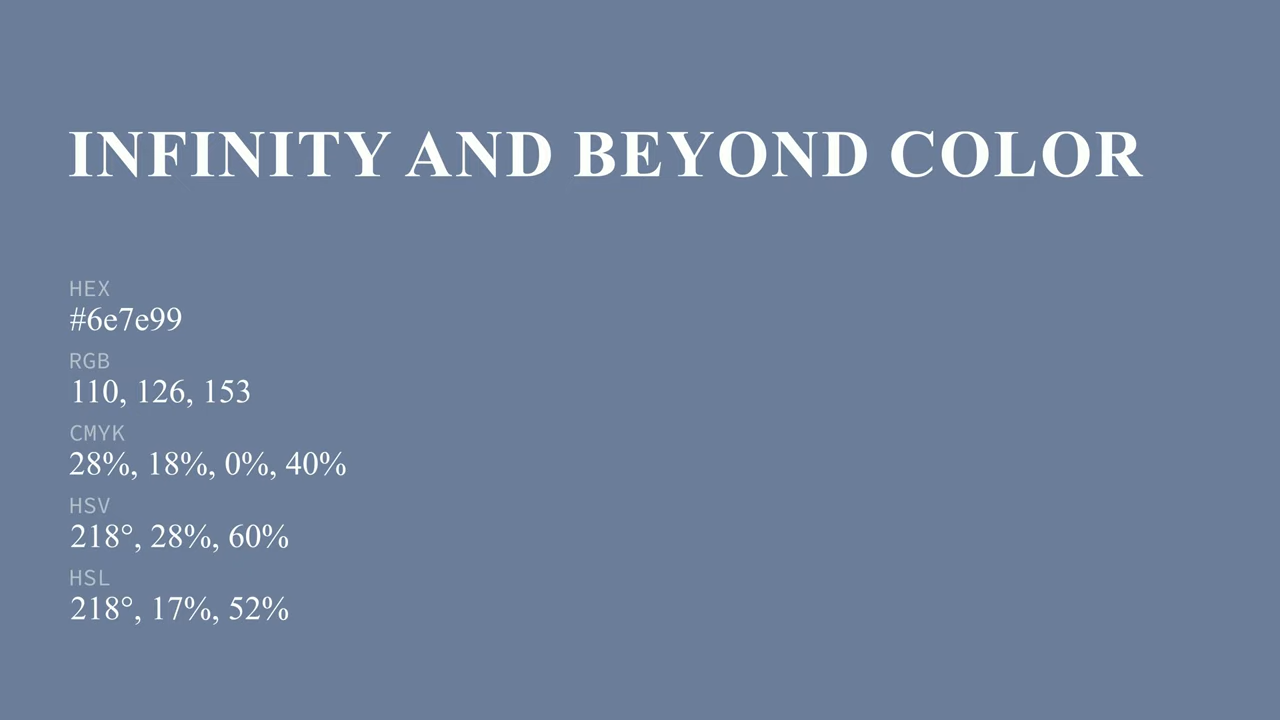 INFINITY AND BEYOND COLOR
HEX
#6e7e99
RGB
110, 126, 153
CMYK
28%, 18%, 0%, 40%
HSV
218°, 28%, 60%
HSL
218°, 17%, 52%